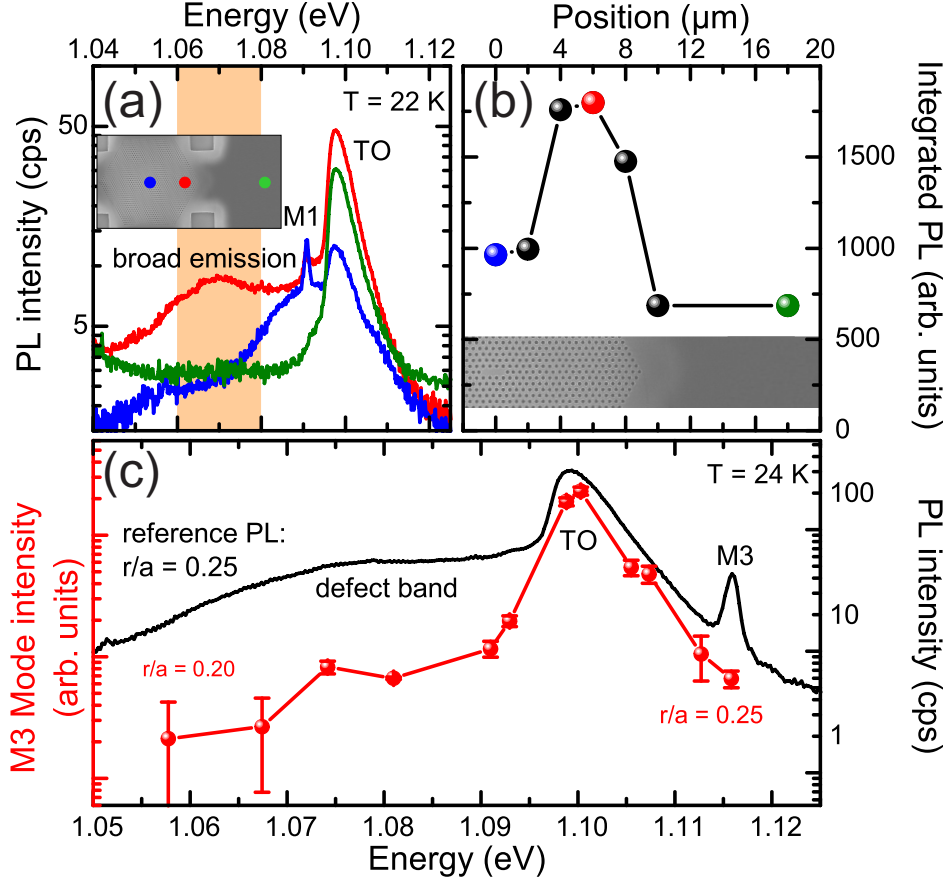 Energy (eV)
1.04 1.06 1.08 1.10 1.12
Position (µm)
0 4 8 12 16 20
(a)
T = 22 K
50
5
PL intensity (cps)
TO
M1
broad emission
(b)
1500
1000
500
0
Integrated PL (arb. units)
(c)
T = 24 K
reference PL:
r/a = 0.25
TO
M3
defect band
r/a = 0.20
r/a = 0.25
M3 Mode intensity
(arb. units)
100
10
1
PL intensity (cps)
1.05 1.06 1.07 1.08 1.09 1.10 1.11 1.12
Energy (eV)